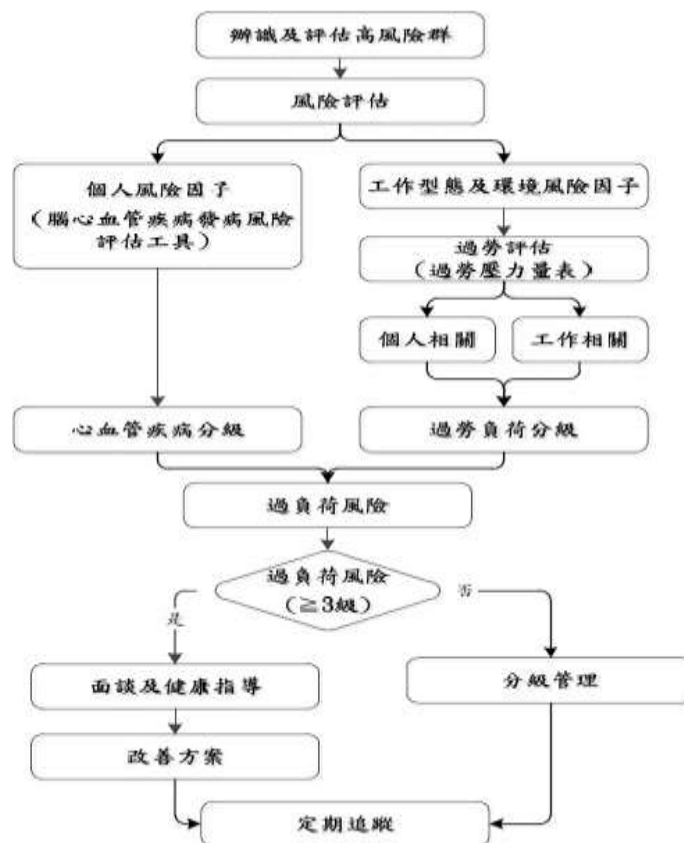 辦識及評估高風險群
風險評估
個人風險因子
（腦心血管疾病發病風險
評估工具）
工作型態及環境風險因子
過勞評估
（過勞壓力量表）
個人相關
工作相關
心血管疾病分級
過勞負荷分級
過負荷風險
過負荷風險
（≧3級）
是
否
面談及健康指導
分級管理
改善方案
定期追蹤